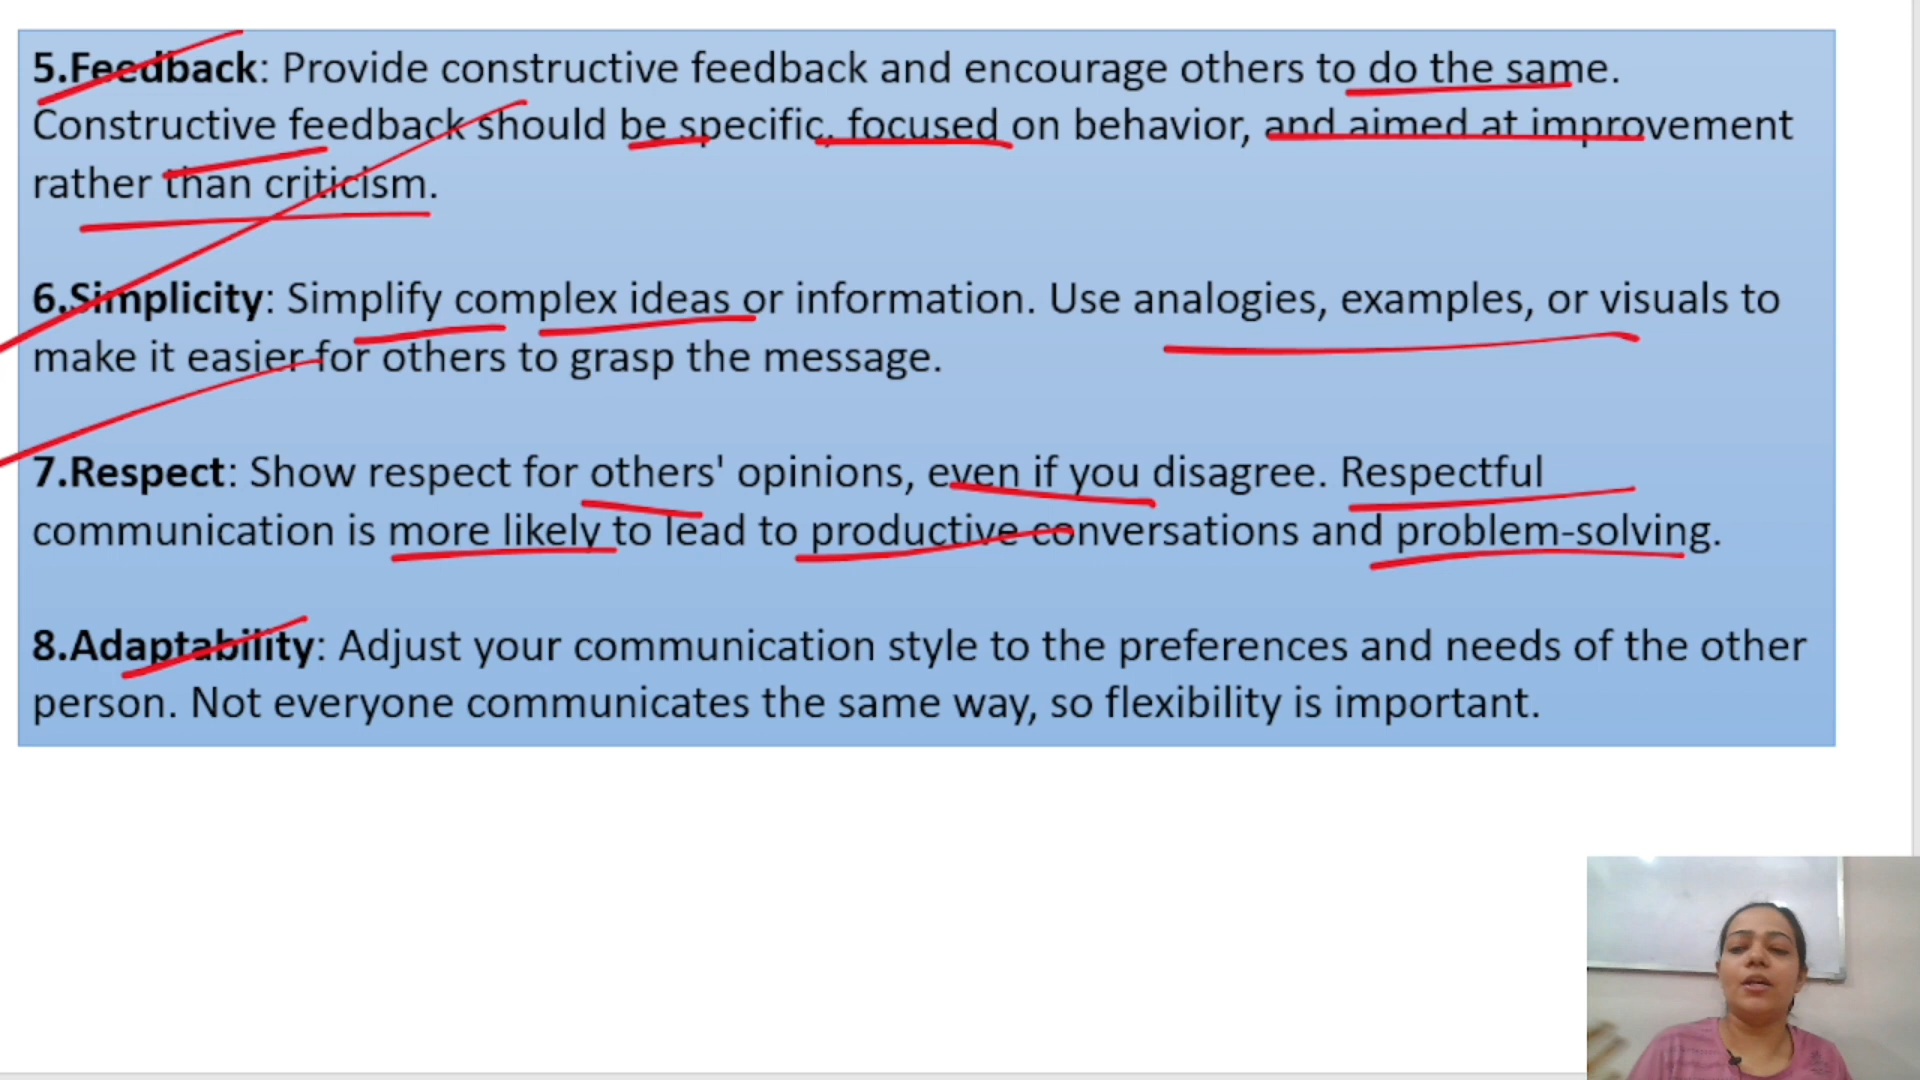 5.Feedback: Provide constructive feedback and encourage others to do the same.
Constructive feedback should be specific, focused on behavior, and aimed at improvement
rather than criticism.
6.Simplicity: Simplify complex ideas or information. Use analogies, examples, or visuals to
make it easier for others to grasp the message.
7.Respect: Show respect for others' opinions, even if you disagree. Respectful
communication is more likely to lead to productive conversations and problem-solving.
8.Adaptability: Adjust your communication style to the preferences and needs of the other
person. Not everyone communicates the same way, so flexibility is important.